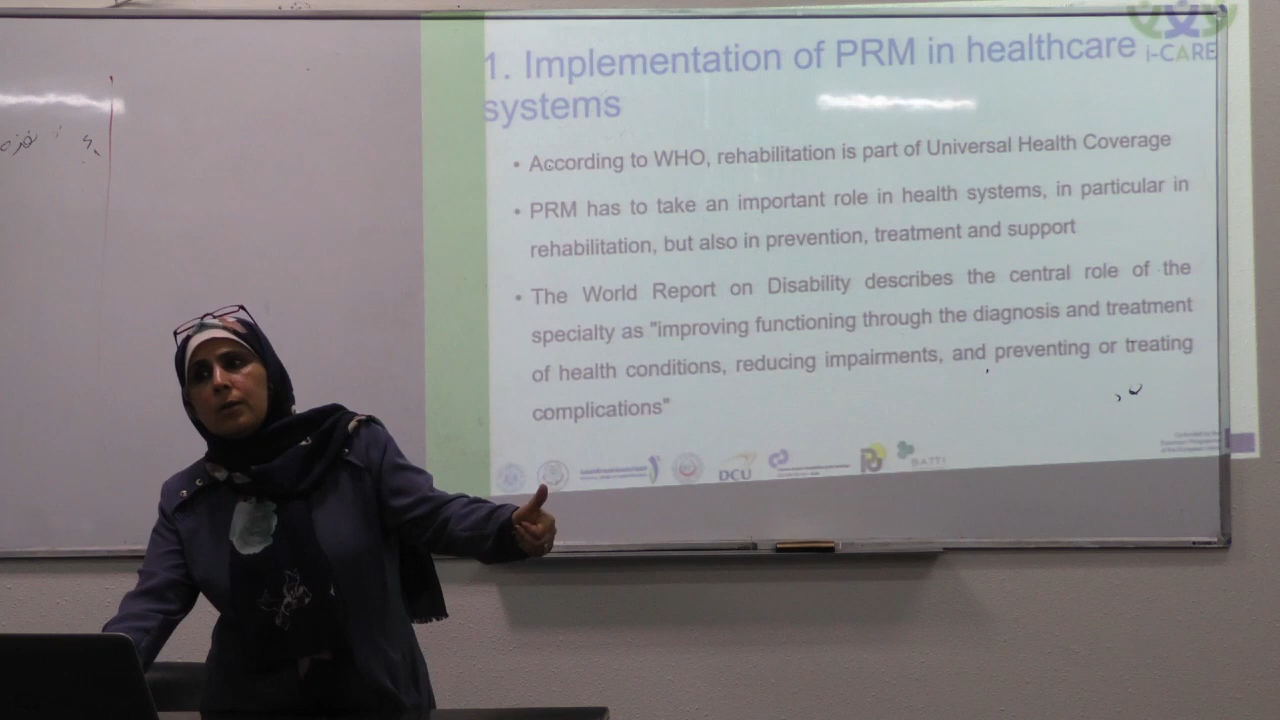 1. Implementation of PRM in healthcare
systems
i-CARE
• According to WHO, rehabilitation is part of Universal Health Coverage
• PRM has to take an important role in health systems, in particular in
rehabilitation, but also in prevention, treatment and support
• The World Report on Disability describes the central role of the
specialty as "improving functioning through the diagnosis and treatment
of health conditions, reducing impairments, and preventing or treating
complications"
DCU
BATTI